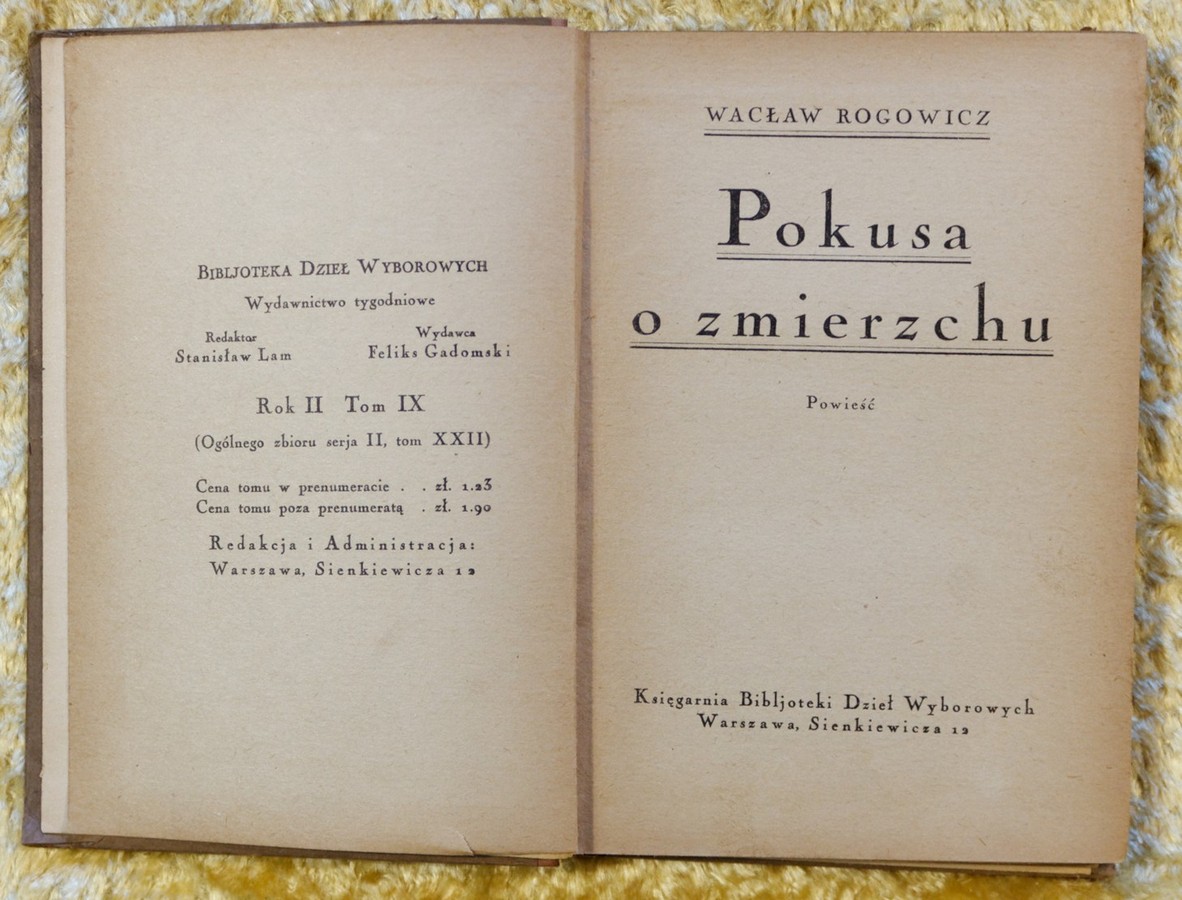 BIBLJOTEKA DZIEŁ WYBOROWYCH
Wydawnictwo tygodniowe
Redaktor Wydawca
Stanisław Lam Feliks Gadomski
Rok II Tom IX
(Ogólnego zbioru serja II, tom XXII)
Cena tomu w prenumeracie . . zł. 1.23
Cena tomu poza prenumeratą . zł. 1.90
Redakcja i Administracja:
Warszawa, Sienkiewicza 12
WACŁAW ROGOWICZ
Pokusa
o zmierzchu
Powieść
Księgarnia Bibljoteki Dzieł Wyborowych
Warszawa, Sienkiewicza 12